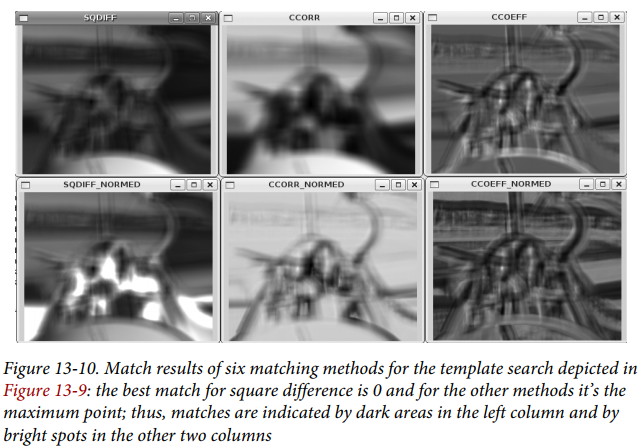 SQDIFF
CCORR
CCOEFF
SQDIFF_NORMED
CCORR_NORMED
CCOEFF_NORMED
Figure 13-10. Match results of six matching methods for the template search depicted in
Figure 13-9: the best match for square difference is 0 and for the other methods it's the
maximum point; thus, matches are indicated by dark areas in the left column and by
bright spots in the other two columns